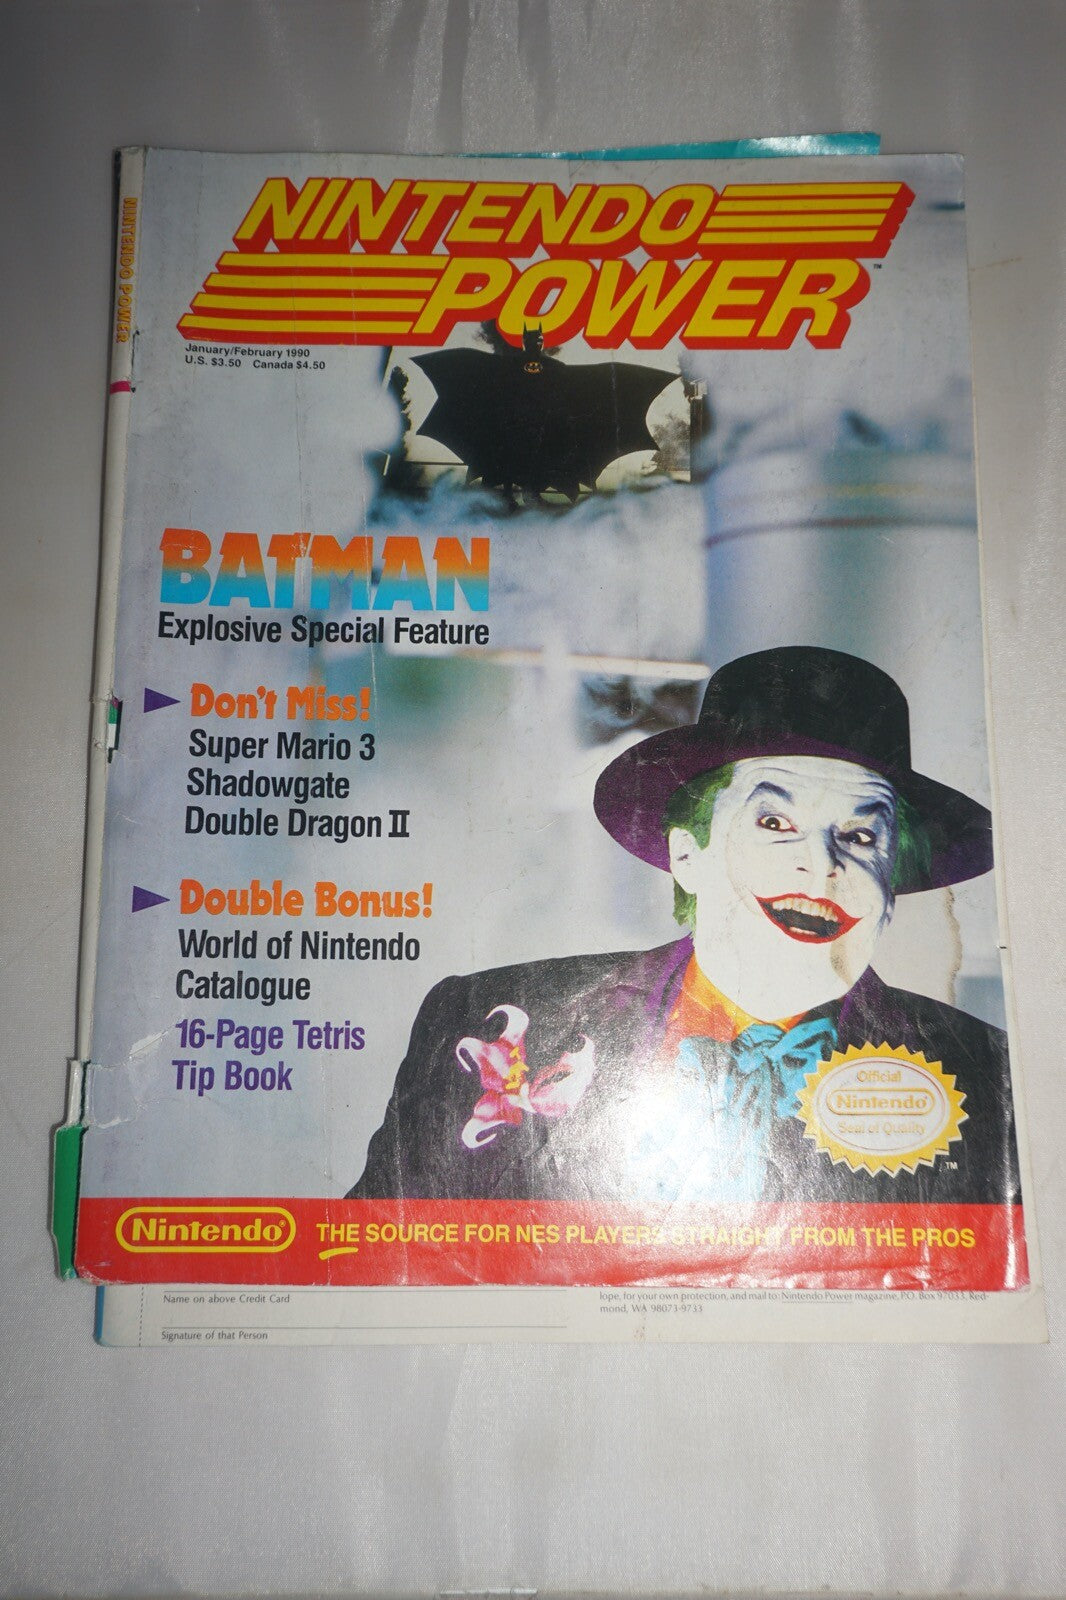 NINTENDO POWER
NINTENDO
POWER
TM
January/February 1990
U.S. $3.50 Canada $4.50
BATMAN
Explosive Special Feature
Don't Miss!
Super Mario 3
Shadowgate
Double Dragon II
Double Bonus!
World of Nintendo
Catalogue
16-Page Tetris
Tip Book
Official
Nintendo
Seal of Quality
TM
Nintendo® THE SOURCE FOR NES PLAYERS STRAIGHT FROM THE PROS
Name on above Credit Card
Signature of that Person
lope, for your own protection, and mail to: Nintendo Power magazine, P.O. Box 97033, Red-
mond, WA 98073-9733